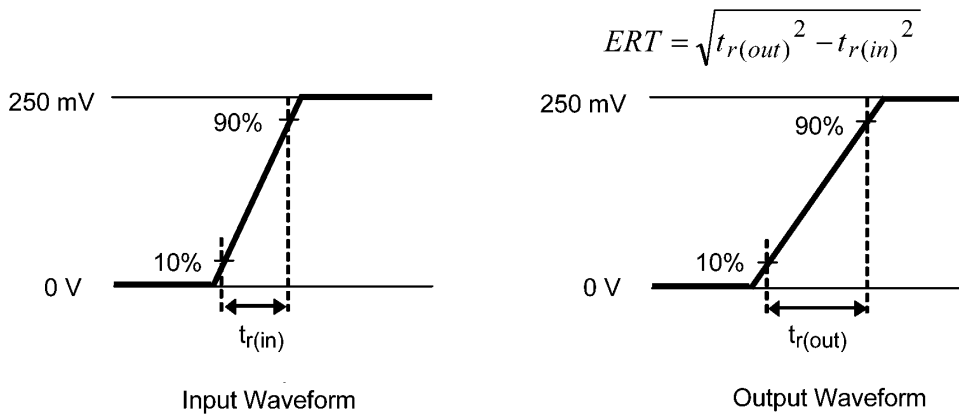 ERT = √(t_r(out)² − t_r(in)²)
250 mV
90%
10%
0 V
t_r(in)
Input Waveform
250 mV
90%
10%
0 V
t_r(out)
Output Waveform